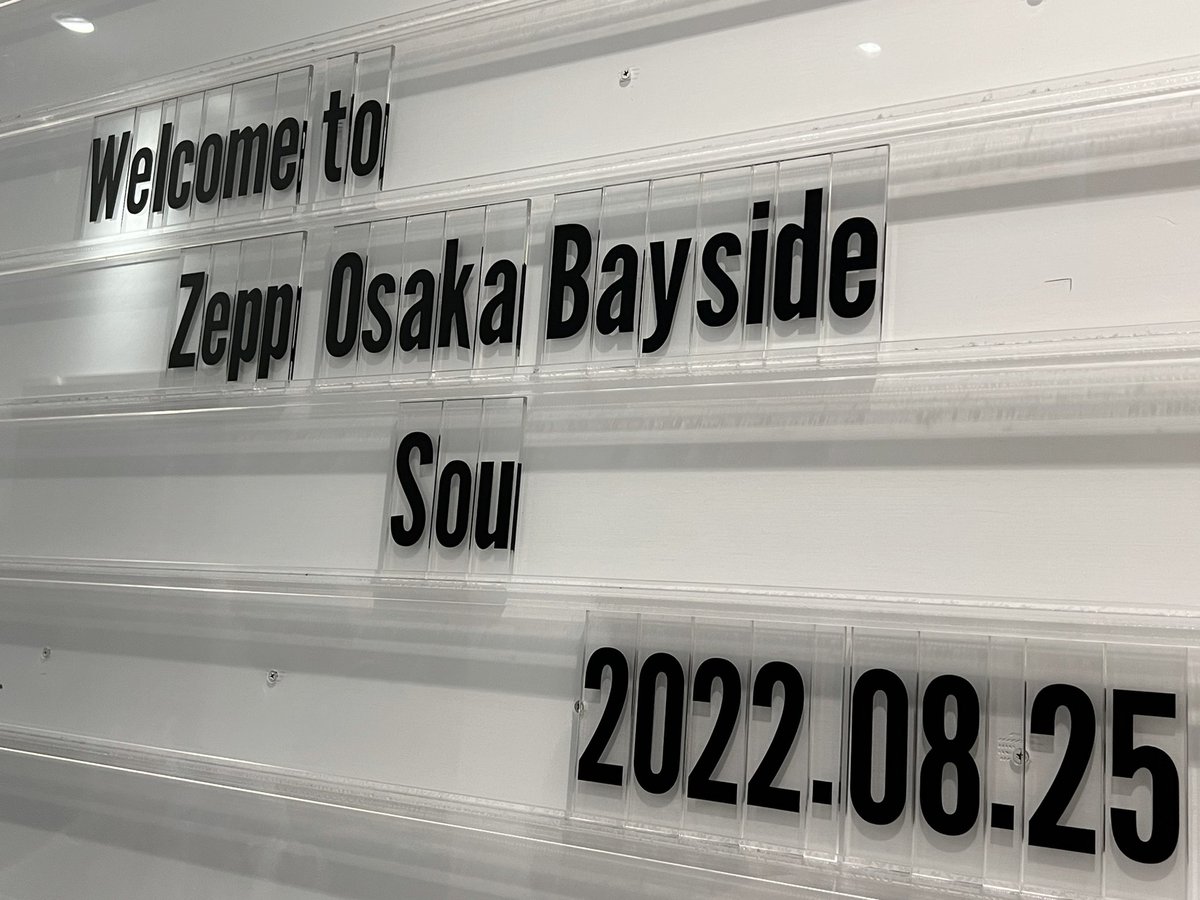 Welcome to
Zepp Osaka Bayside
Sou
2022.08.25